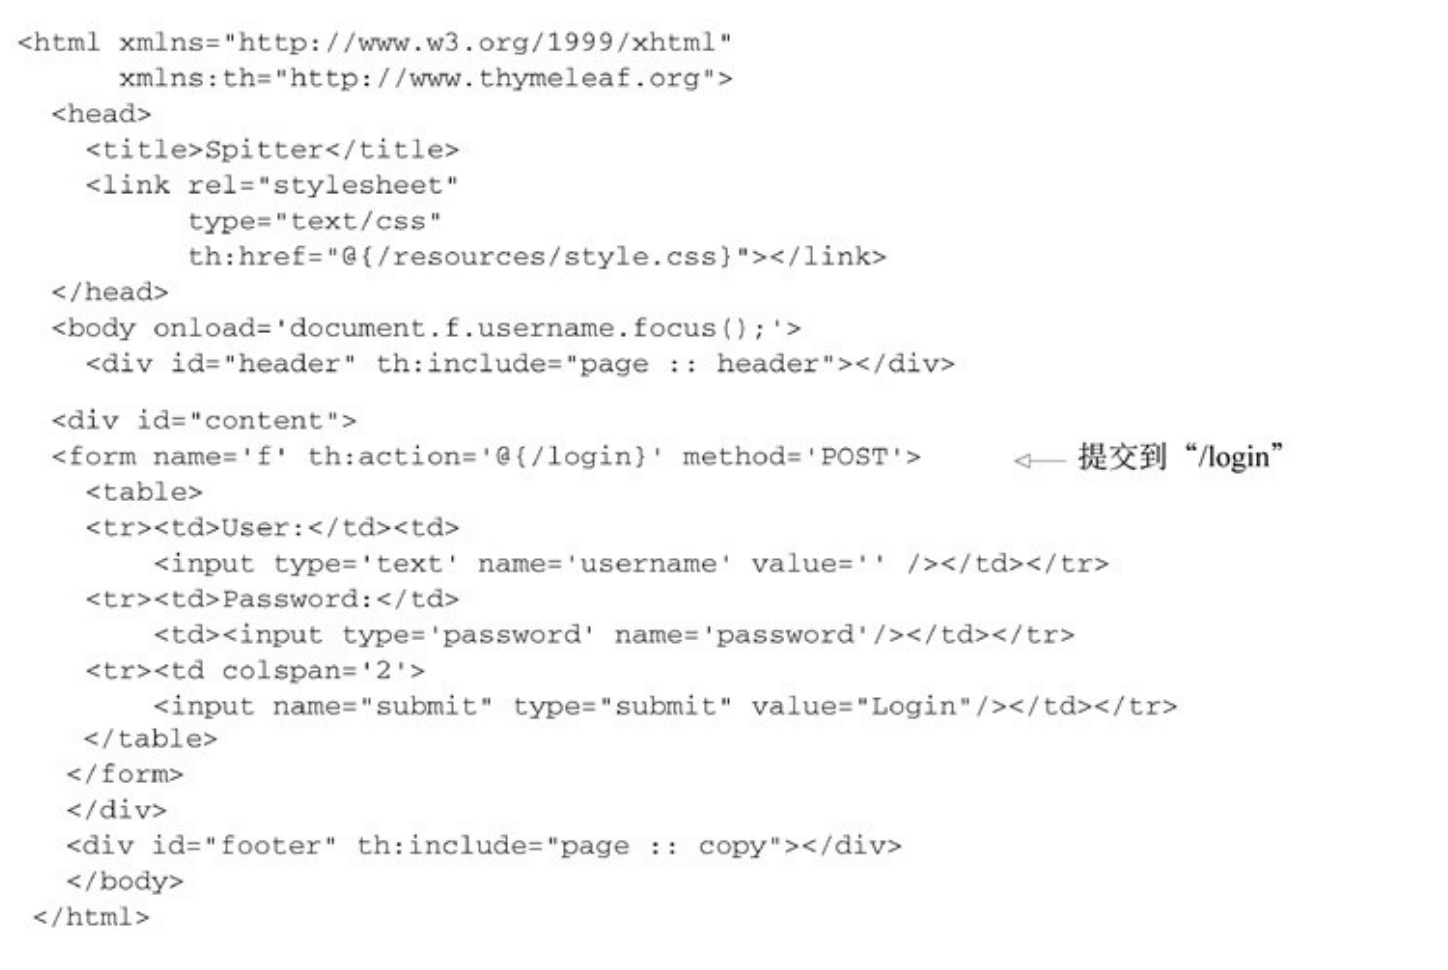 <html xmlns="http://www.w3.org/1999/xhtml"
      xmlns:th="http://www.thymeleaf.org">
  <head>
    <title>Spitter</title>
    <link rel="stylesheet"
          type="text/css"
          th:href="@{/resources/style.css}"></link>
  </head>
  <body onload='document.f.username.focus();'>
    <div id="header" th:include="page :: header"></div>
  <div id="content">
  <form name='f' th:action='@{/login}' method='POST'> 提交到“/login”
    <table>
    <tr><td>User:</td><td>
        <input type='text' name='username' value='' /></td></tr>
    <tr><td>Password:</td>
        <td><input type='password' name='password'/></td></tr>
    <tr><td colspan='2'>
        <input name="submit" type="submit" value="Login"/></td></tr>
    </table>
   </form>
   </div>
   <div id="footer" th:include="page :: copy"></div>
   </body>
 </html>